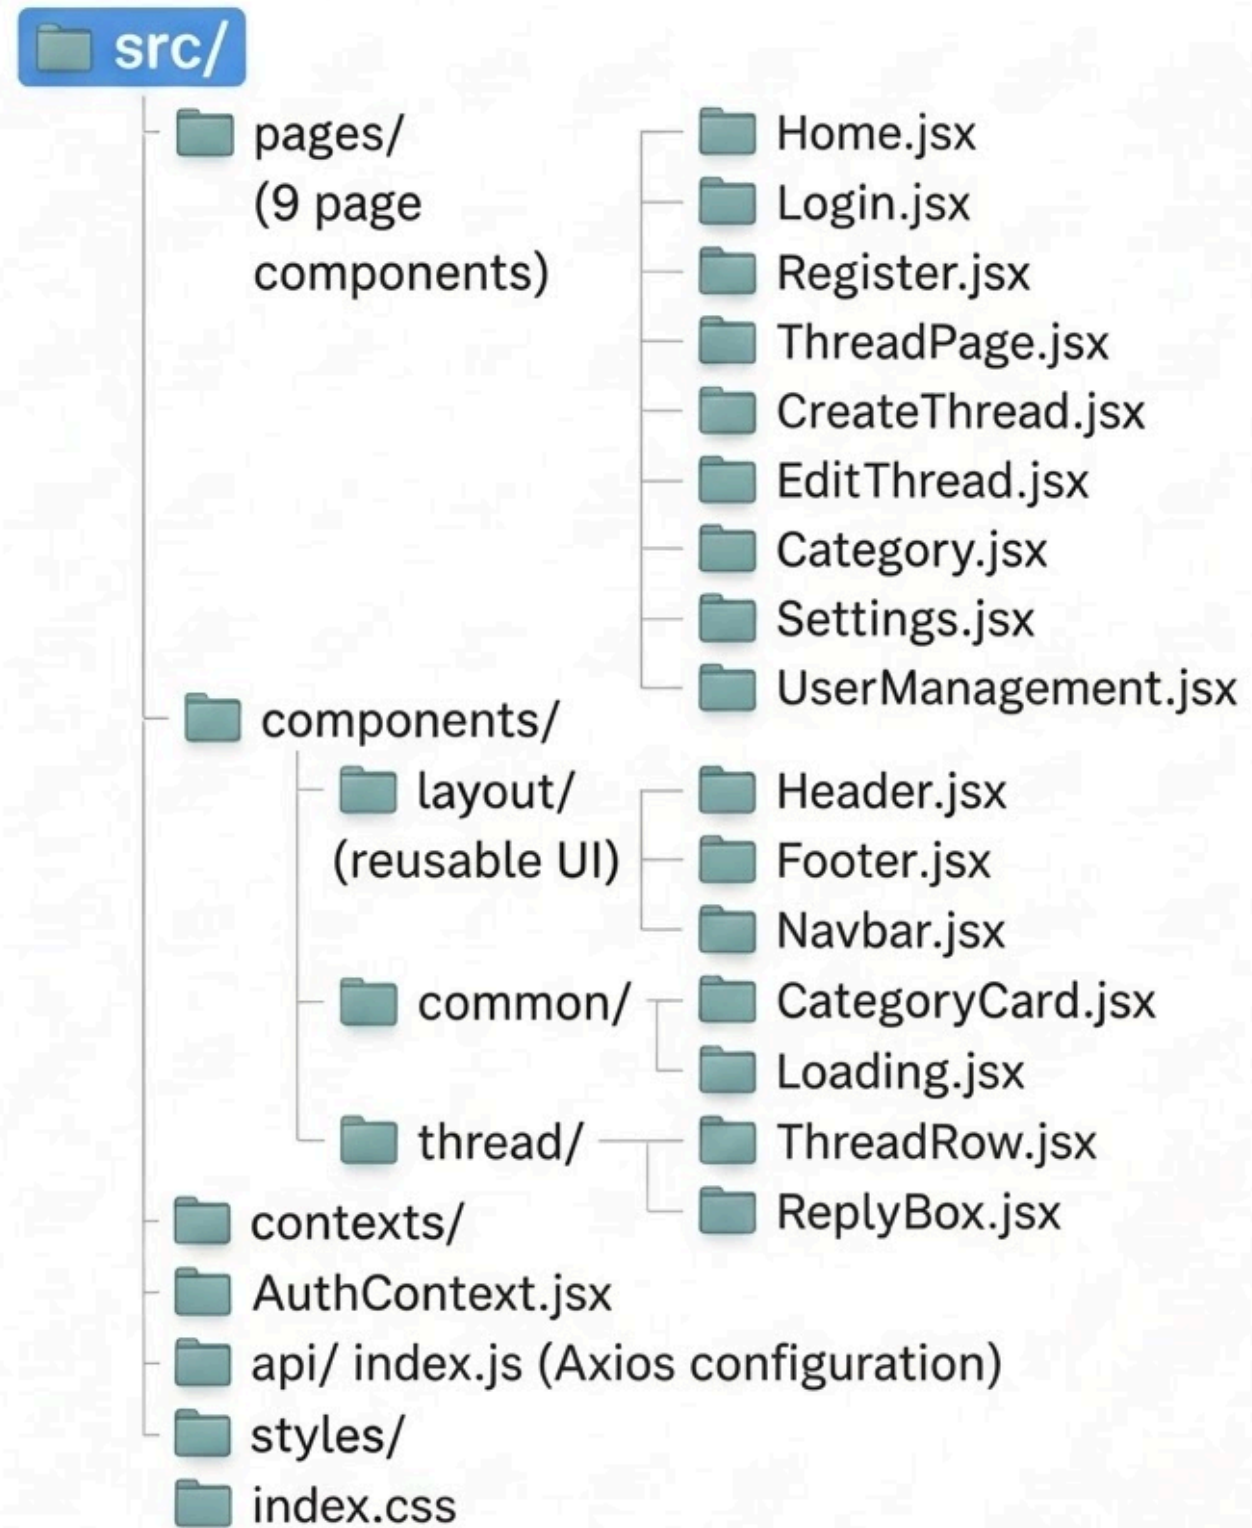 src/
pages/
(9 page
components)
Home.jsx
Login.jsx
Register.jsx
ThreadPage.jsx
CreateThread.jsx
EditThread.jsx
Category.jsx
Settings.jsx
UserManagement.jsx
components/
layout/
(reusable UI)
Header.jsx
Footer.jsx
Navbar.jsx
common/
CategoryCard.jsx
Loading.jsx
thread/
ThreadRow.jsx
ReplyBox.jsx
contexts/
AuthContext.jsx
api/ index.js (Axios configuration)
styles/
index.css